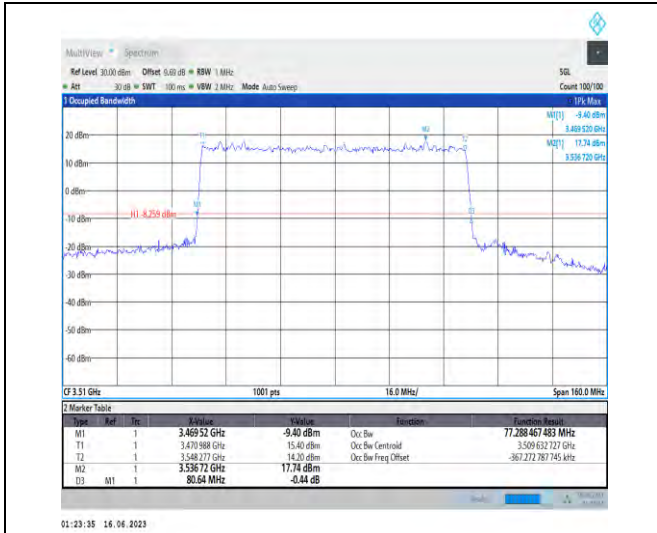 MultiView Spectrum
Ref Level 30.00 dBm Offset 0.60 dB RBW 1 MHz SGL
Att 30 dB SWT 100 ms VBW 2 MHz Mode Auto Sweep Count 100/100
1 Occupied Bandwidth 1Pk Max
M1[1] -9.40 dBm
3.469 520 GHz
M2[1] 17.74 dBm
3.536 720 GHz
20 dBm
10 dBm
0 dBm
-10 dBm
H1 -8.259 dBm
-20 dBm
-30 dBm
-40 dBm
-50 dBm
-60 dBm
T1
M2
T2
M1
D3
CF 3.51 GHz 1001 pts 16.0 MHz/ Span 160.0 MHz
2 Marker Table
Type Ref Trc X-Value Y-Value Function Function Result
M1 1 3.469 52 GHz -9.40 dBm Occ Bw 77.288 467 483 MHz
T1 1 3.470 988 GHz 15.40 dBm Occ Bw Centroid 3.509 632 727 GHz
T2 1 3.548 277 GHz 14.20 dBm Occ Bw Freq Offset -367.272 787 745 kHz
M2 1 3.536 72 GHz 17.74 dBm
D3 M1 1 80.64 MHz -0.44 dB
01:23:35 16.06.2023